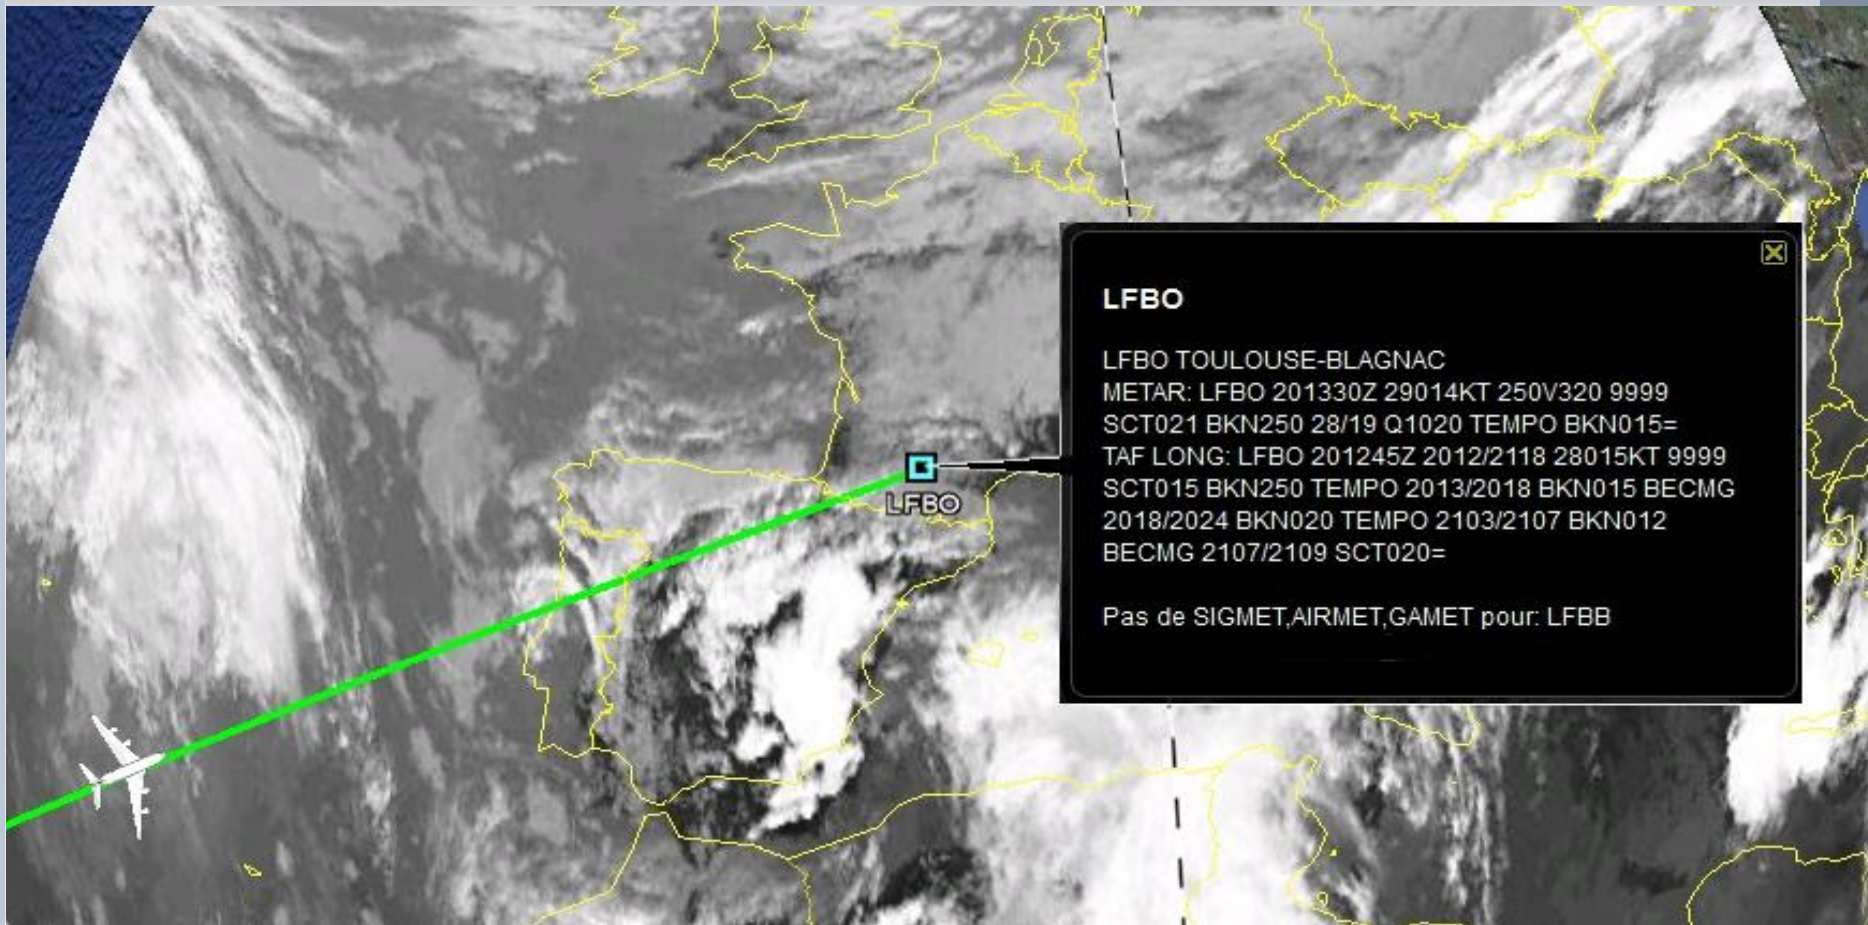 LFBO
LFBO TOULOUSE-BLAGNAC
METAR: LFBO 201330Z 29014KT 250V320 9999
SCT021 BKN250 28/19 Q1020 TEMPO BKN015=
TAF LONG: LFBO 201245Z 2012/2118 28015KT 9999
SCT015 BKN250 TEMPO 2013/2018 BKN015 BECMG
2018/2024 BKN020 TEMPO 2103/2107 BKN012
BECMG 2107/2109 SCT020=
Pas de SIGMET,AIRMET,GAMET pour: LFBB
LFBO